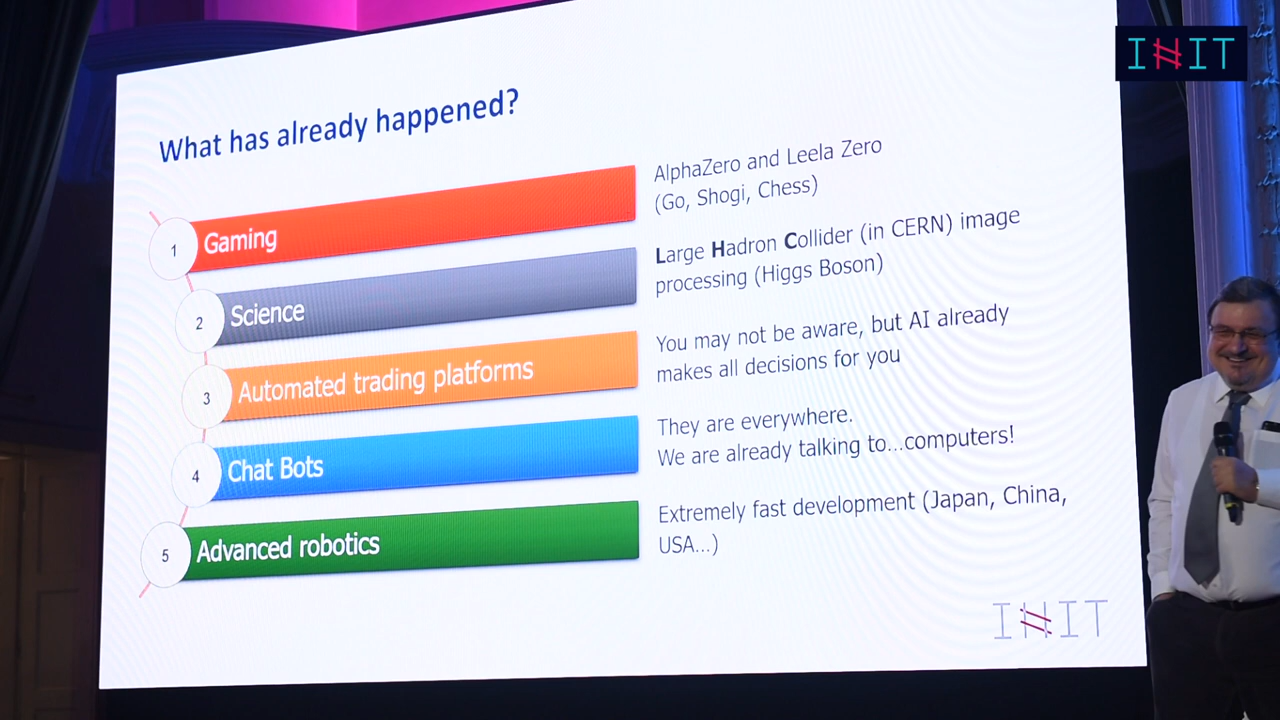 INIT
What has already happened?
1
Gaming
AlphaZero and Leela Zero
(Go, Shogi, Chess)
2
Science
Large Hadron Collider (in CERN) image
processing (Higgs Boson)
3
Automated trading platforms
You may not be aware, but AI already
makes all decisions for you
4
Chat Bots
They are everywhere.
We are already talking to...computers!
5
Advanced robotics
Extremely fast development (Japan, China,
USA...)
INIT